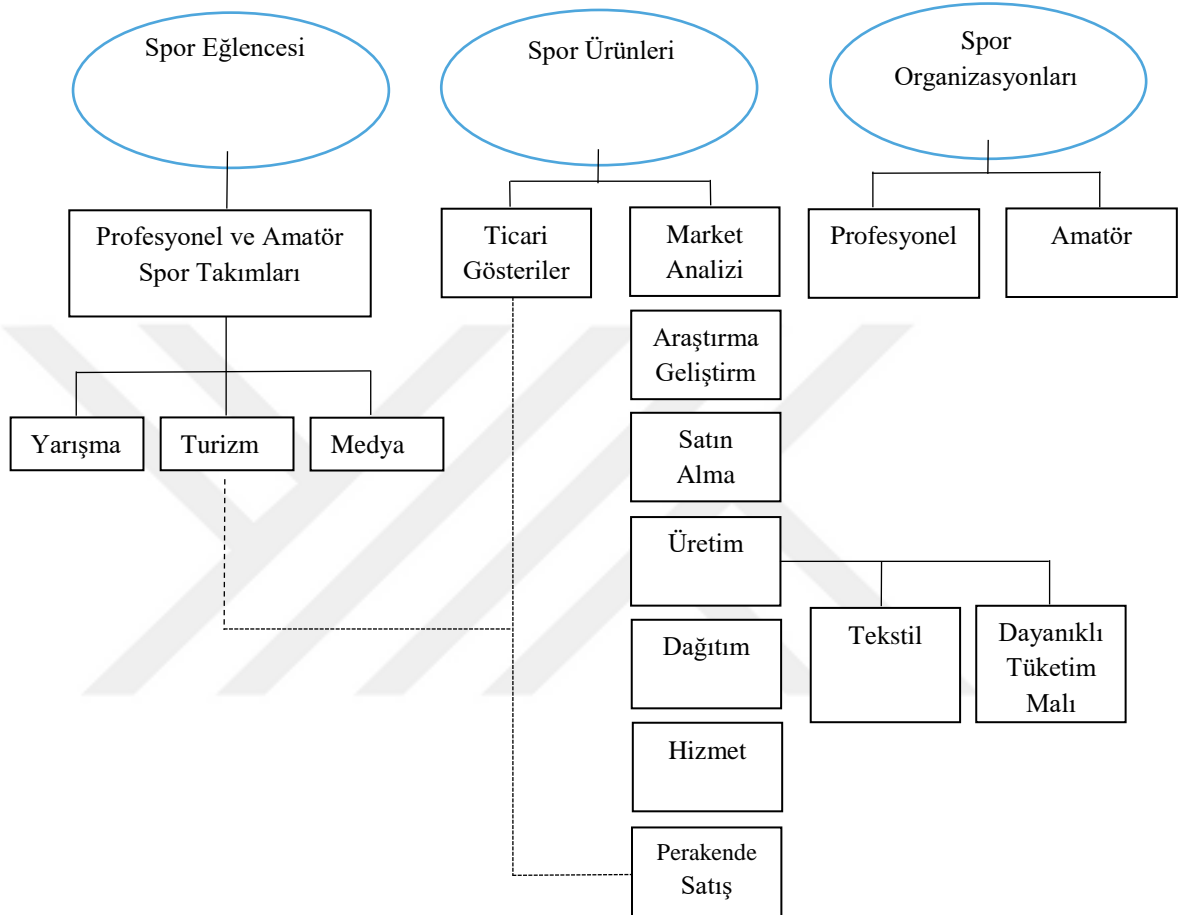 Spor Eğlencesi
Spor Ürünleri
Spor
Organizasyonları
Profesyonel ve Amatör
Spor Takımları
Ticari
Gösteriler
Market
Analizi
Profesyonel
Amatör
Araştırma
Geliştirm
Yarışma
Turizm
Medya
Satın
Alma
Üretim
Tekstil
Dayanıklı
Tüketim
Malı
Dağıtım
Hizmet
Perakende
Satış